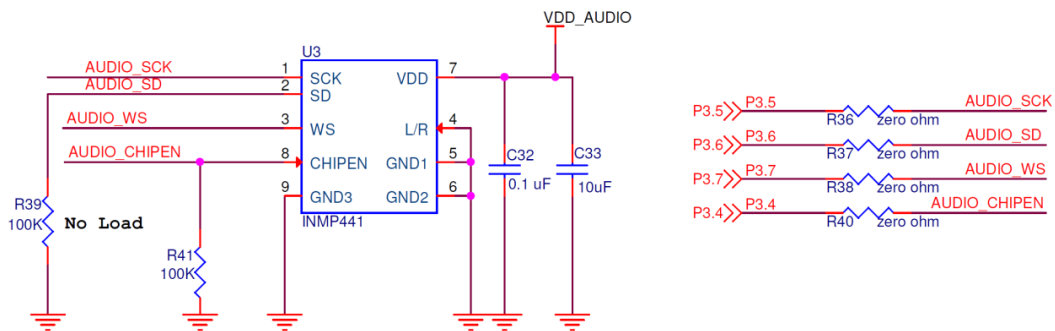 VDD_AUDIO
U3
AUDIO_SCK
1
SCK
VDD
7
AUDIO_SD
2
SD
AUDIO_WS
3
WS
L/R
4
AUDIO_CHIPEN
8
CHIPEN
GND1
5
9
GND3
GND2
6
INMP441
C32
0.1 uF
C33
10uF
R39
100K
No Load
R41
100K
P3.5
P3.5
R36
zero ohm
AUDIO_SCK
P3.6
P3.6
R37
zero ohm
AUDIO_SD
P3.7
P3.7
R38
zero ohm
AUDIO_WS
P3.4
P3.4
R40
zero ohm
AUDIO_CHIPEN